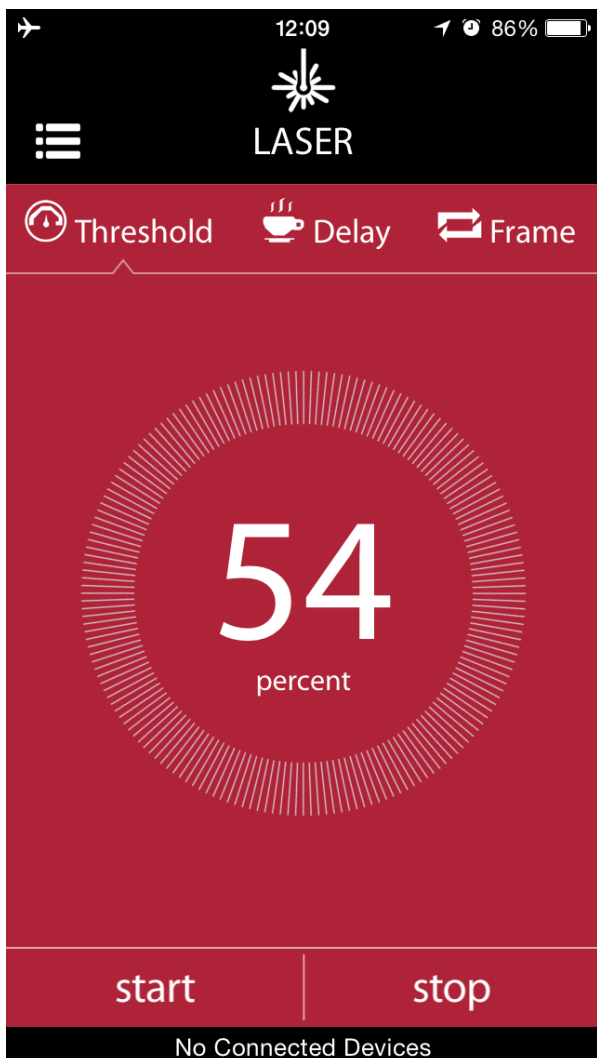 12:09 86%
LASER
Threshold Delay Frame
54
percent
start stop
No Connected Devices